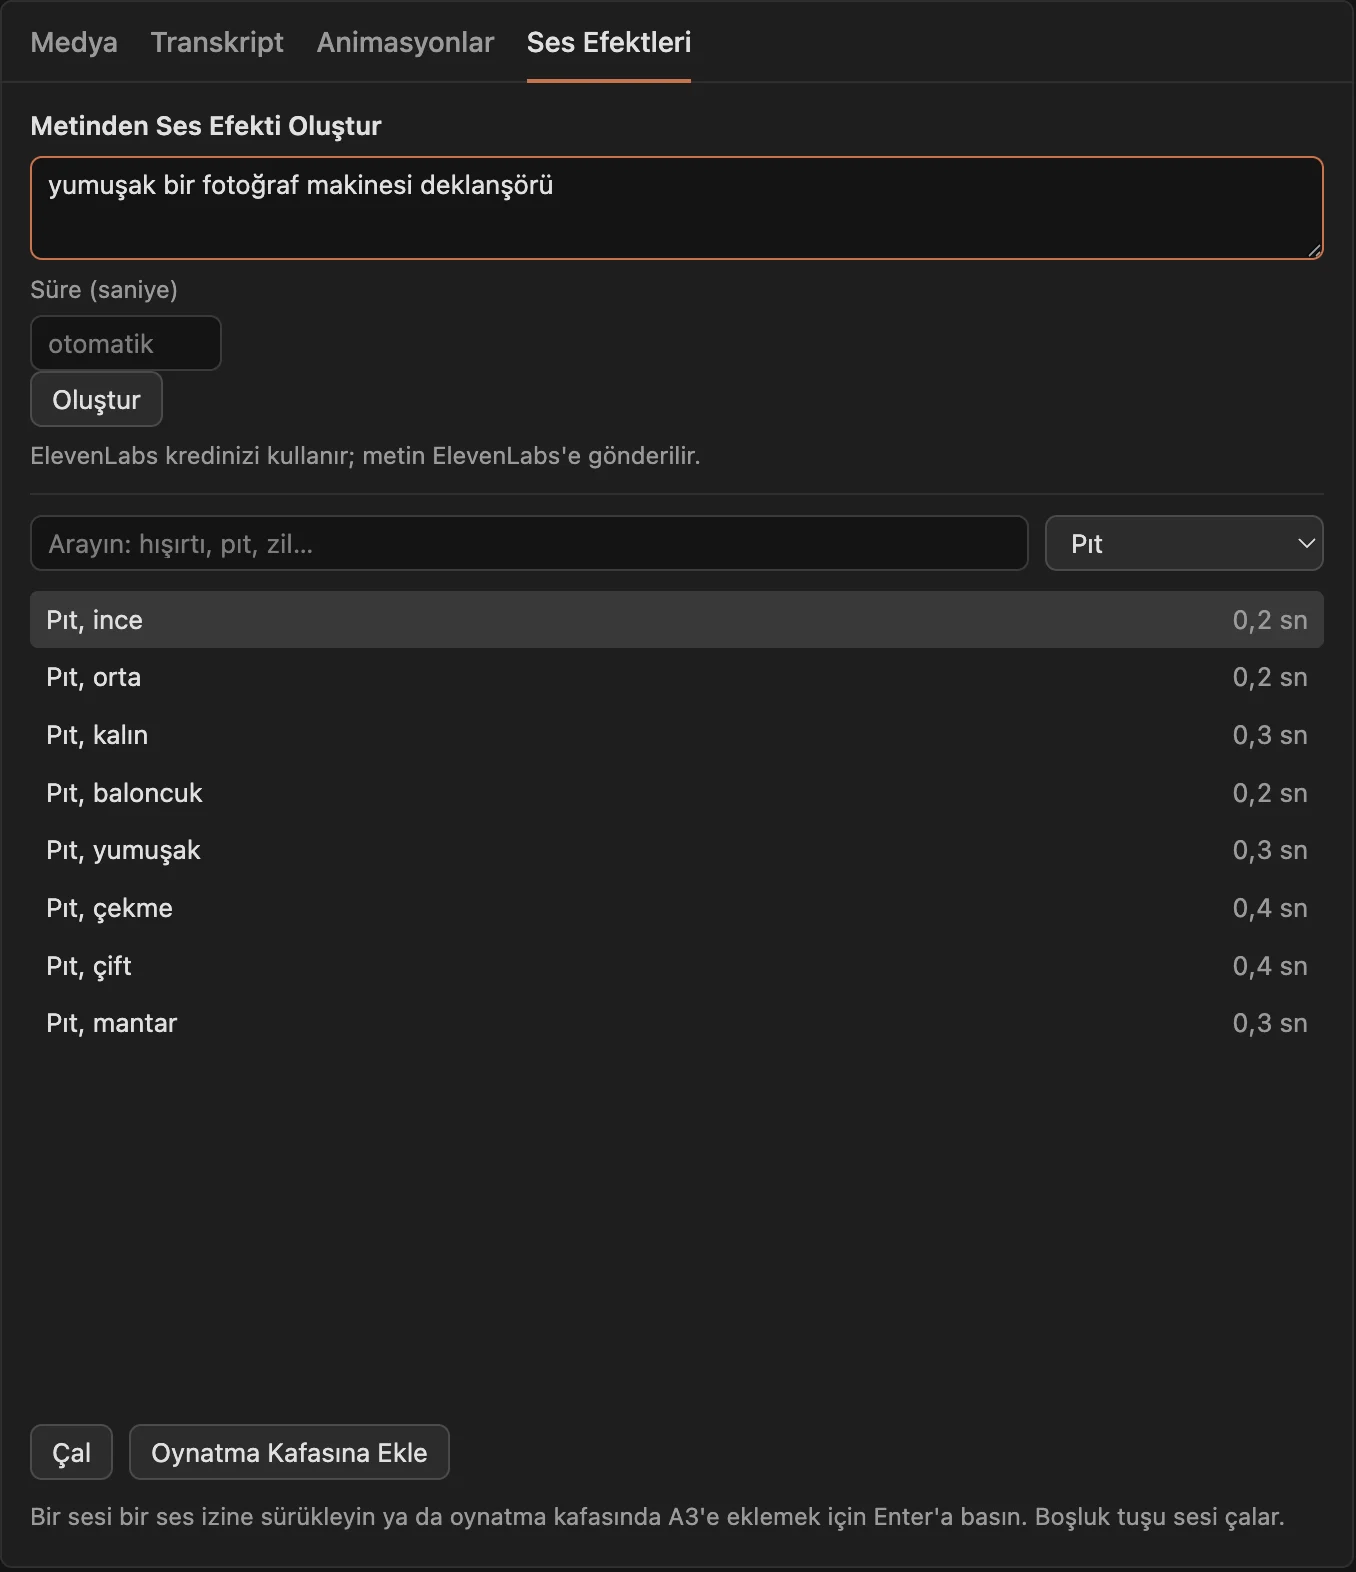 Medya Transkript Animasyonlar Ses Efektleri
Metinden Ses Efekti Oluştur
yumuşak bir fotoğraf makinesi deklanşörü
Süre (saniye)
otomatik
Oluştur
ElevenLabs kredinizi kullanır; metin ElevenLabs'e gönderilir.
Arayın: hışırtı, pıt, zil... Pıt
Pıt, ince 0,2 sn
Pıt, orta 0,2 sn
Pıt, kalın 0,3 sn
Pıt, baloncuk 0,2 sn
Pıt, yumuşak 0,3 sn
Pıt, çekme 0,4 sn
Pıt, çift 0,4 sn
Pıt, mantar 0,3 sn
Çal Oynatma Kafasına Ekle
Bir sesi bir ses izine sürükleyin ya da oynatma kafasında A3'e eklemek için Enter'a basın. Boşluk tuşu sesi çalar.